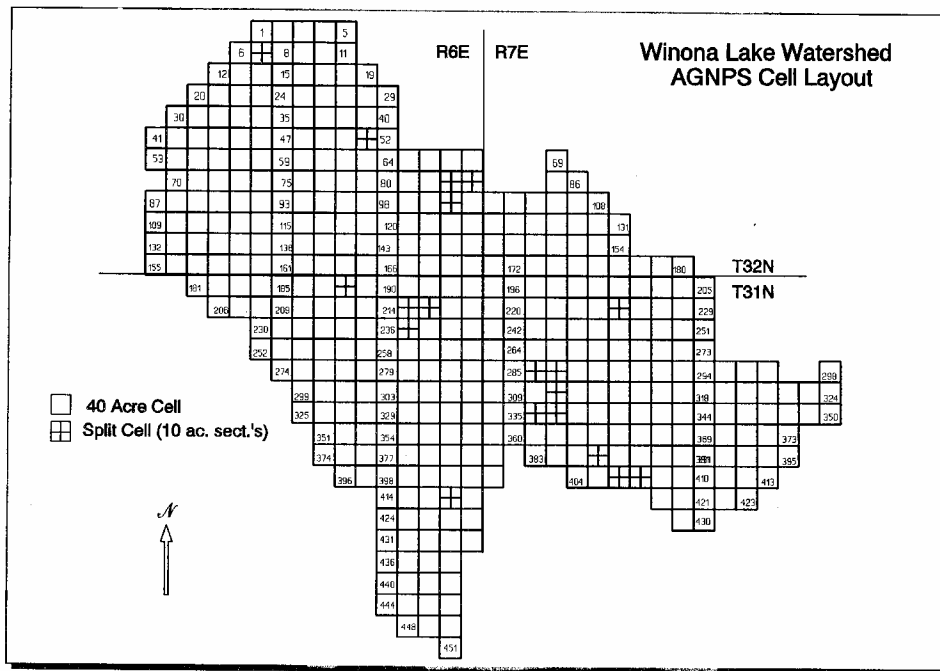 Winona Lake Watershed
AGNPS Cell Layout
R6E R7E
1 5
6 8 11
12 15 19
20 24 29
30 35 40
41 47 52
53 59 64 69
70 75 80 86
87 93 98 108
109 115 120 131
132 138 143 154
155 161 166 172 180 T32N
181 185 190 196 205 T31N
206 209 214 220 229
230 236 242 251
252 258 264 273
274 279 285 294 298
299 303 309 318 324
325 329 335 344 350
351 354 360 369 373
374 377 383 391 395
396 398 404 410 413
414 421 423
424 430
431
436
440
444
448
451
40 Acre Cell
Split Cell (10 ac. sect.'s)
N